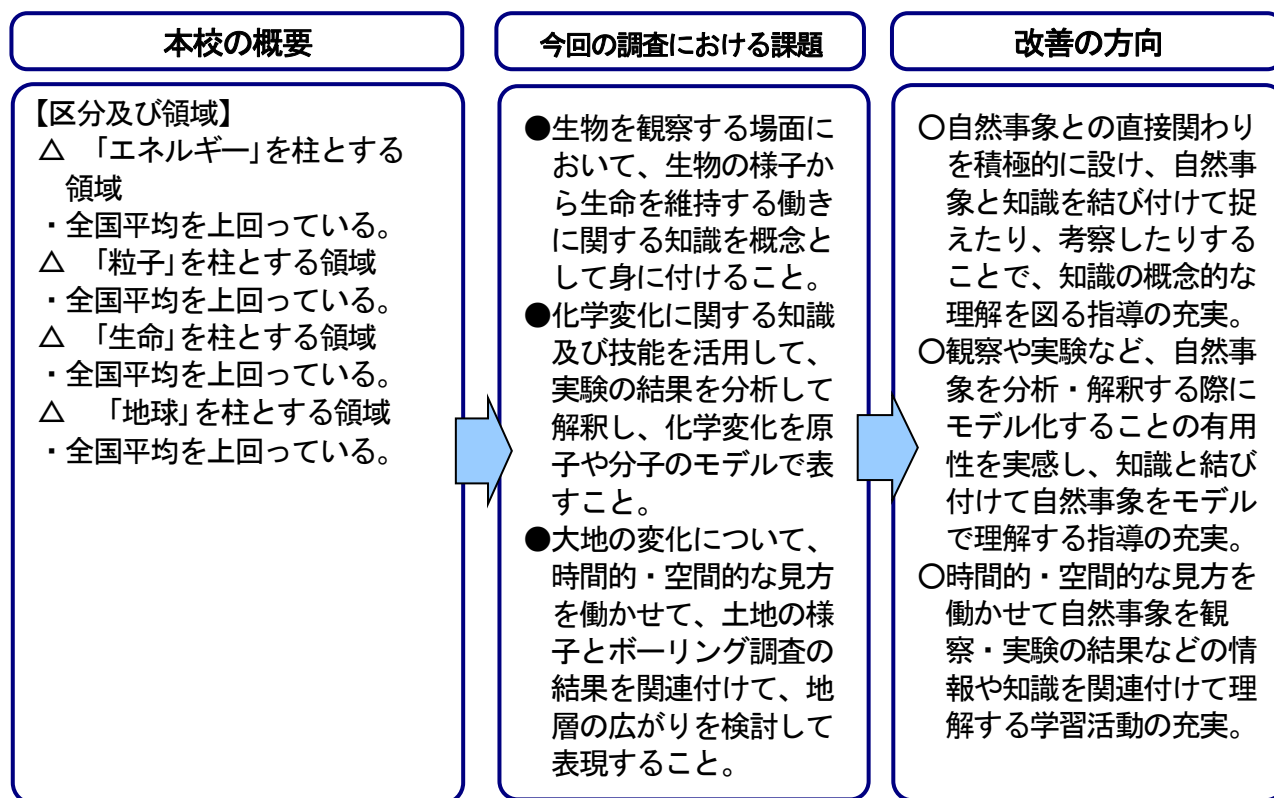 本校の概要
【区分及び領域】
△　「エネルギー」を柱とする
領域
・全国平均を上回っている。
△　「粒子」を柱とする領域
・全国平均を上回っている。
△　「生命」を柱とする領域
・全国平均を上回っている。
△　　「地球」を柱とする領域
・全国平均を上回っている。
今回の調査における課題
●生物を観察する場面に
おいて、生物の様子か
ら生命を維持する働き
に関する知識を概念と
して身に付けること。
●化学変化に関する知識
及び技能を活用して、
実験の結果を分析して
解釈し、化学変化を原
子や分子のモデルで表
すこと。
●大地の変化について、
時間的・空間的な見方
を働かせて、土地の様
子とボーリング調査の
結果を関連付けて、地
層の広がりを検討して
表現すること。
改善の方向
〇自然事象との直接関わり
を積極的に設け、自然事
象と知識を結び付けて捉
えたり、考察したりする
ことで、知識の概念的な
理解を図る指導の充実。
〇観察や実験など、自然事
象を分析・解釈する際に
モデル化することの有用
性を実感し、知識と結び
付けて自然事象をモデル
で理解する指導の充実。
〇時間的・空間的な見方を
働かせて自然事象を観
察・実験の結果などの情
報や知識を関連付けて理
解する学習活動の充実。